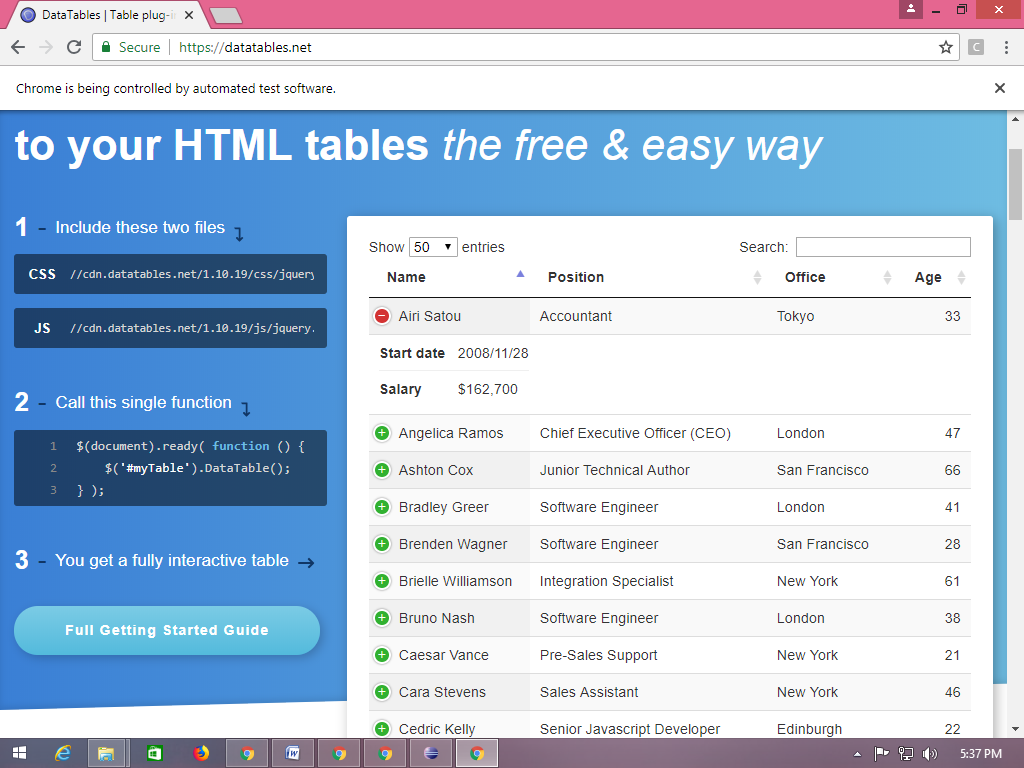 DataTables | Table plug-i
Secure https://datatables.net
C
Chrome is being controlled by automated test software.
to your HTML tables the free & easy way
1 – Include these two files
CSS //cdn.datatables.net/1.10.19/css/jquery
JS //cdn.datatables.net/1.10.19/js/jquery.
2 – Call this single function
1 $(document).ready( function () {
2 $('#myTable').DataTable();
3 } );
3 – You get a fully interactive table →
Full Getting Started Guide
Show 50 entries Search:
Name Position Office Age
Airi Satou Accountant Tokyo 33
Start date 2008/11/28
Salary $162,700
Angelica Ramos Chief Executive Officer (CEO) London 47
Ashton Cox Junior Technical Author San Francisco 66
Bradley Greer Software Engineer London 41
Brenden Wagner Software Engineer San Francisco 28
Brielle Williamson Integration Specialist New York 61
Bruno Nash Software Engineer London 38
Caesar Vance Pre-Sales Support New York 21
Cara Stevens Sales Assistant New York 46
Cedric Kelly Senior Javascript Developer Edinburgh 22
5:37 PM